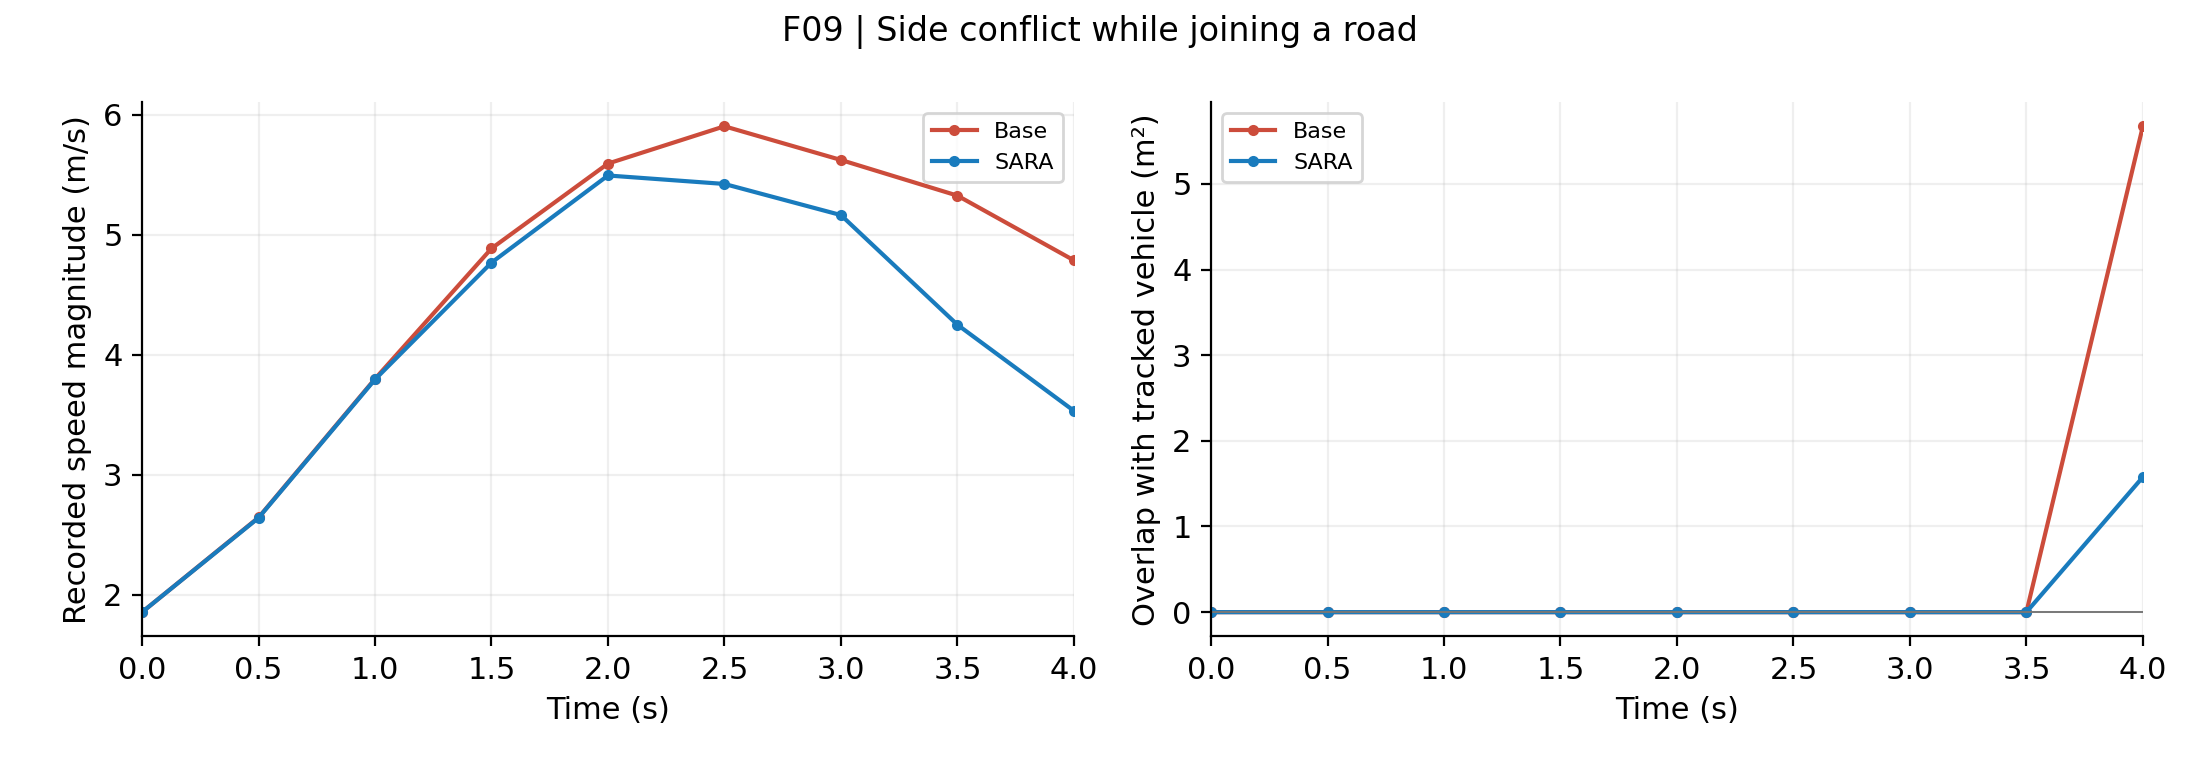 F09 | Side conflict while joining a road
Recorded speed magnitude (m/s)
6
5
4
3
2
Base
SARA
0.0 0.5 1.0 1.5 2.0 2.5 3.0 3.5 4.0
Time (s)
Overlap with tracked vehicle (m²)
5
4
3
2
1
0
Base
SARA
0.0 0.5 1.0 1.5 2.0 2.5 3.0 3.5 4.0
Time (s)